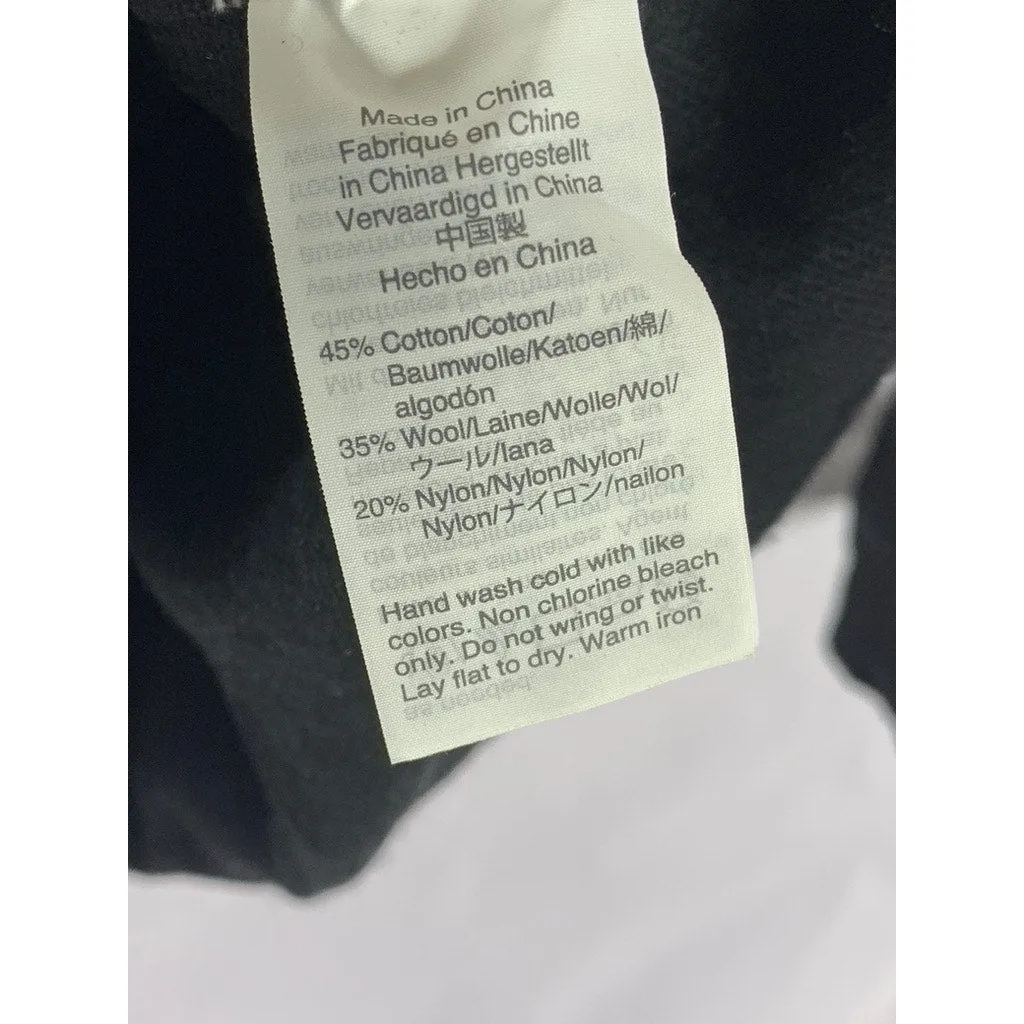 Made in China
Fabriqué en Chine
in China Hergestellt
Vervaardigd in China
中国製
Hecho en China
45% Cotton/Coton/
Baumwolle/Katoen/綿/
algodón
35% Wool/Laine/Wolle/Wol/
ウール/lana
20% Nylon/Nylon/Nylon/
Nylon/ナイロン/nailon
Hand wash cold with like
colors. Non chlorine bleach
only. Do not wring or twist.
Lay flat to dry. Warm iron